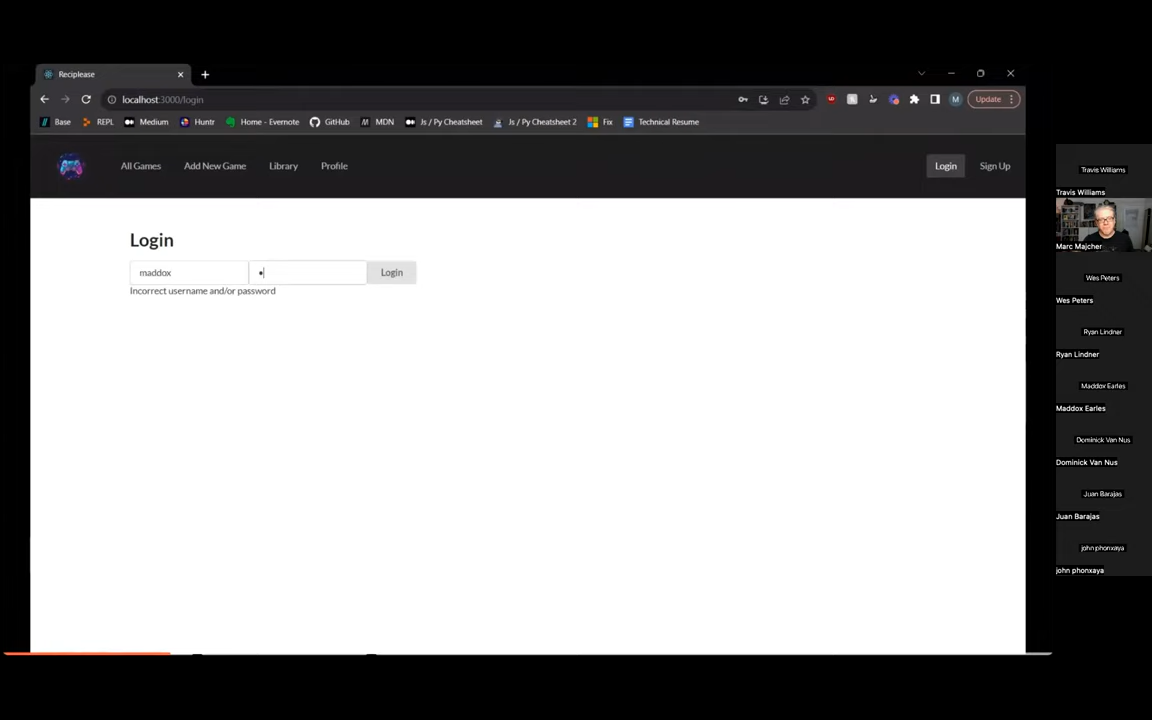 Reciplease
localhost:3000/login
M
Update
Base
REPL
Medium
Huntr
Home - Evernote
GitHub
MDN
Js / Py Cheatsheet
Js / Py Cheatsheet 2
Fix
Technical Resume
All Games
Add New Game
Library
Profile
Login
Sign Up
Login
maddox
Login
Incorrect username and/or password
Travis Williams
Travis Williams
Marc Majcher
Wes Peters
Wes Peters
Ryan Lindner
Ryan Lindner
Maddox Earles
Maddox Earles
Dominick Van Nus
Dominick Van Nus
Juan Barajas
Juan Barajas
john phonxaya
john phonxaya